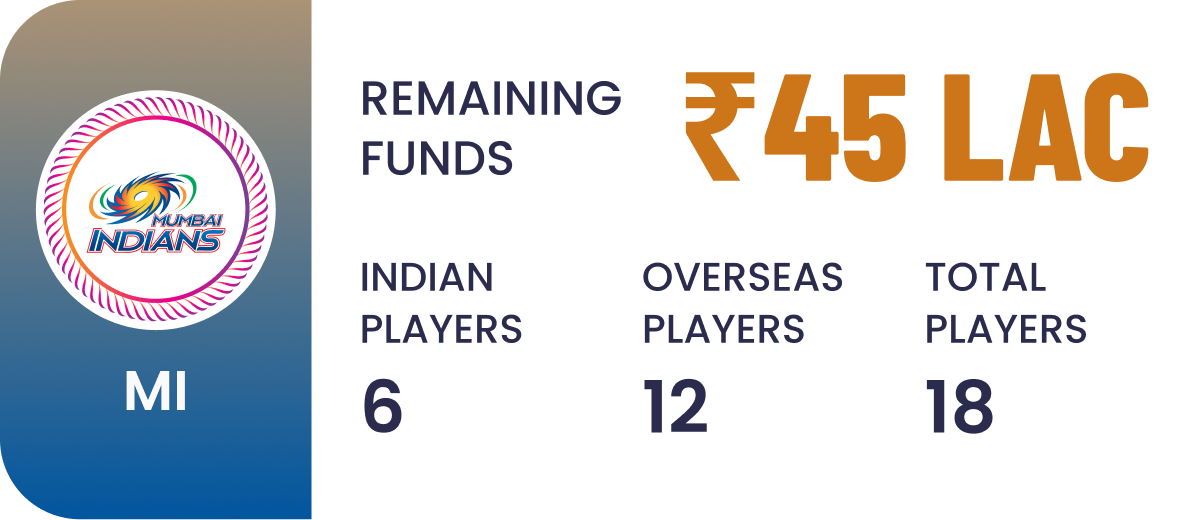 MUMBAI
INDIANS
MI
REMAINING
FUNDS
₹45 LAC
INDIAN
PLAYERS
6
OVERSEAS
PLAYERS
12
TOTAL
PLAYERS
18